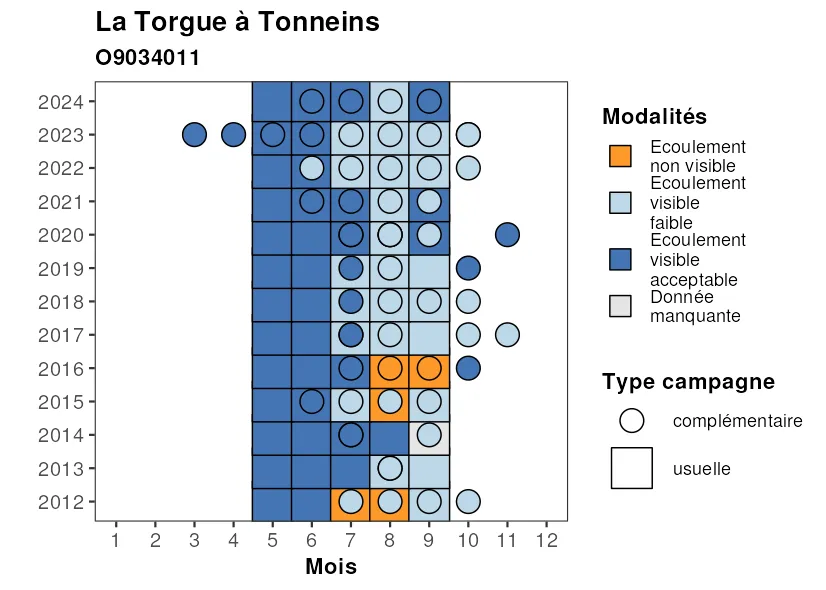 La Torgue à Tonneins
O9034011
2024
2023
2022
2021
2020
2019
2018
2017
2016
2015
2014
2013
2012
1 2 3 4 5 6 7 8 9 10 11 12
Mois
Modalités
Ecoulement
non visible
Ecoulement
visible
faible
Ecoulement
visible
acceptable
Donnée
manquante
Type campagne
complémentaire
usuelle